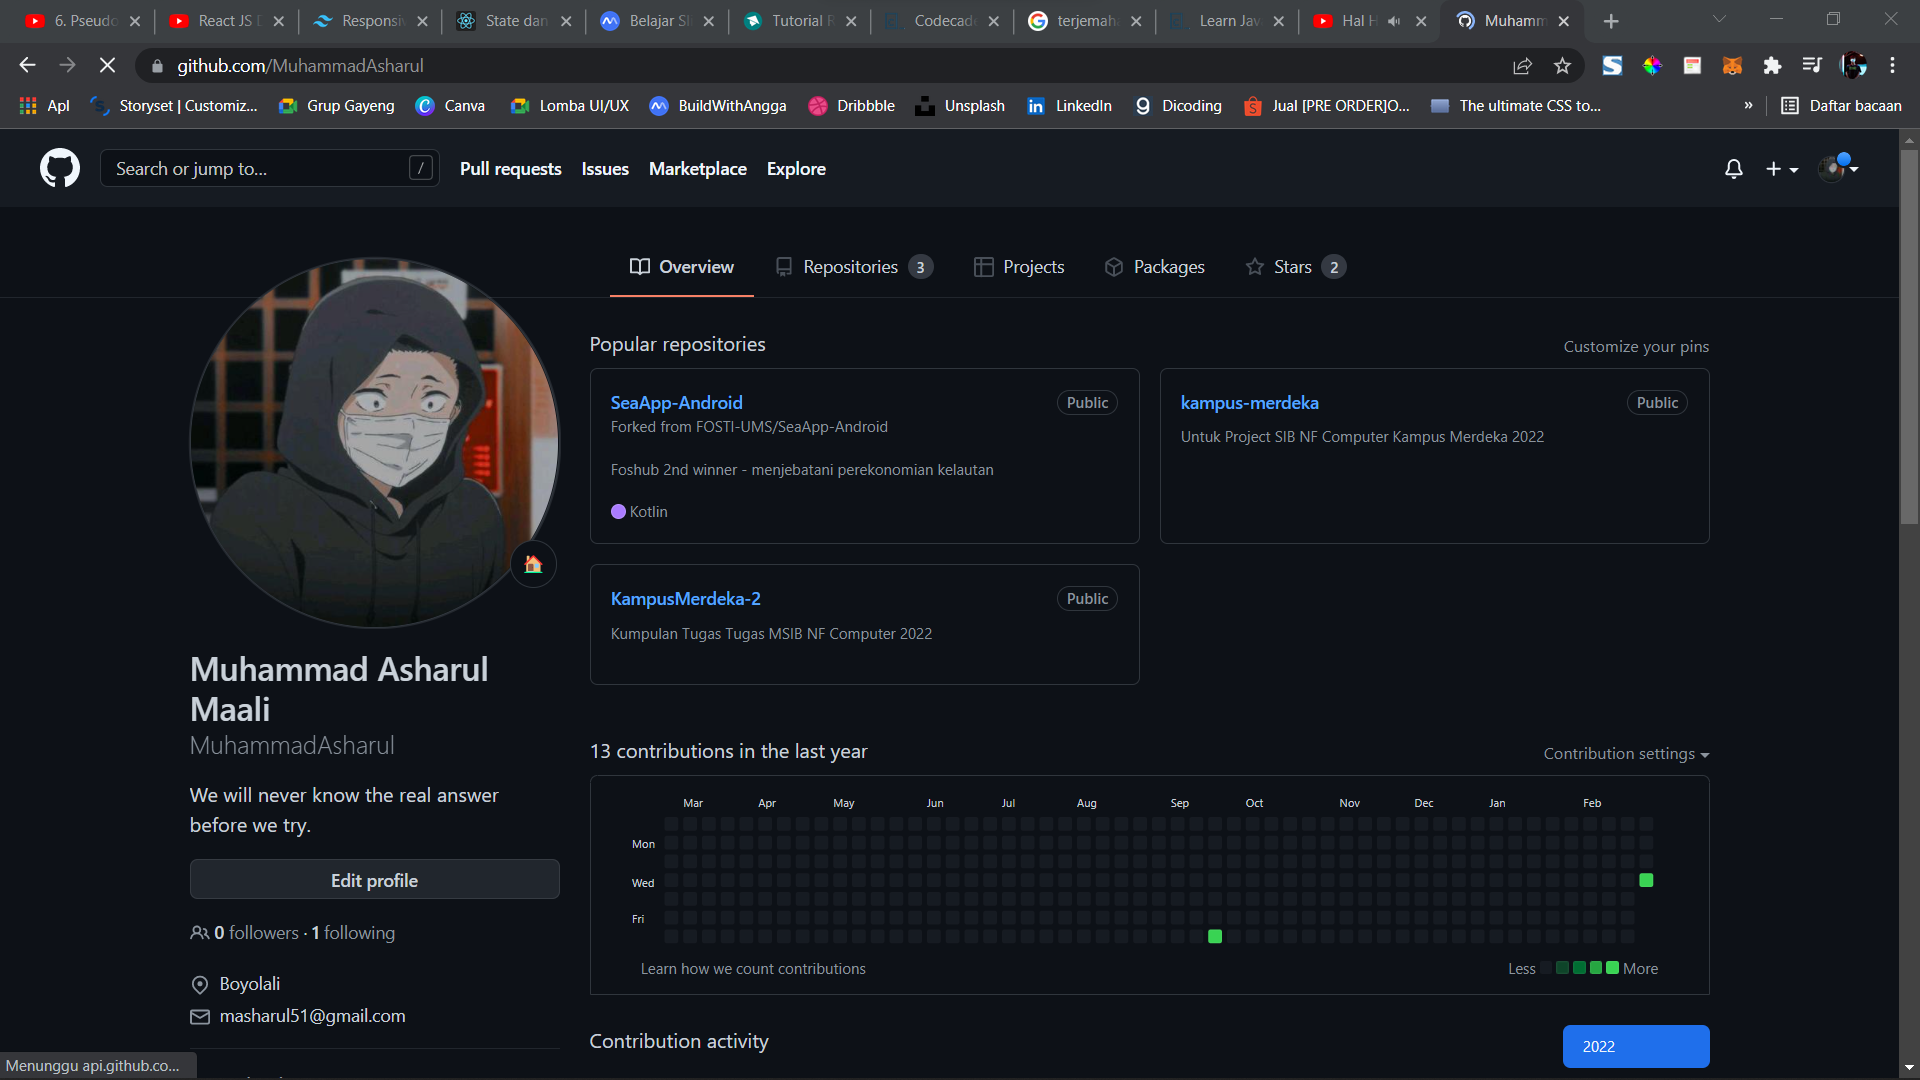 6. Pseudo
React JS D
Responsiv
State dan
Belajar Sl
Tutorial R
Codecade
terjemaha
Learn Jav
Hal H
Muhamm
github.com/MuhammadAsharul
Apl
Storyset | Customiz...
Grup Gayeng
Canva
Lomba UI/UX
BuildWithAngga
Dribbble
Unsplash
LinkedIn
Dicoding
Jual [PRE ORDER]O...
The ultimate CSS to...
»
Daftar bacaan
Search or jump to...
/
Pull requests
Issues
Marketplace
Explore
Overview
Repositories 3
Projects
Packages
Stars 2
Popular repositories
Customize your pins
SeaApp-Android
Public
Forked from FOSTI-UMS/SeaApp-Android
Foshub 2nd winner - menjebatani perekonomian kelautan
Kotlin
kampus-merdeka
Public
Untuk Project SIB NF Computer Kampus Merdeka 2022
KampusMerdeka-2
Public
Kumpulan Tugas Tugas MSIB NF Computer 2022
Muhammad Asharul
Maali
MuhammadAsharul
We will never know the real answer
before we try.
Edit profile
0 followers · 1 following
Boyolali
masharul51@gmail.com
13 contributions in the last year
Contribution settings
Mar Apr May Jun Jul Aug Sep Oct Nov Dec Jan Feb
Mon
Wed
Fri
Learn how we count contributions
Less More
Contribution activity
2022
Menunggu api.github.co...